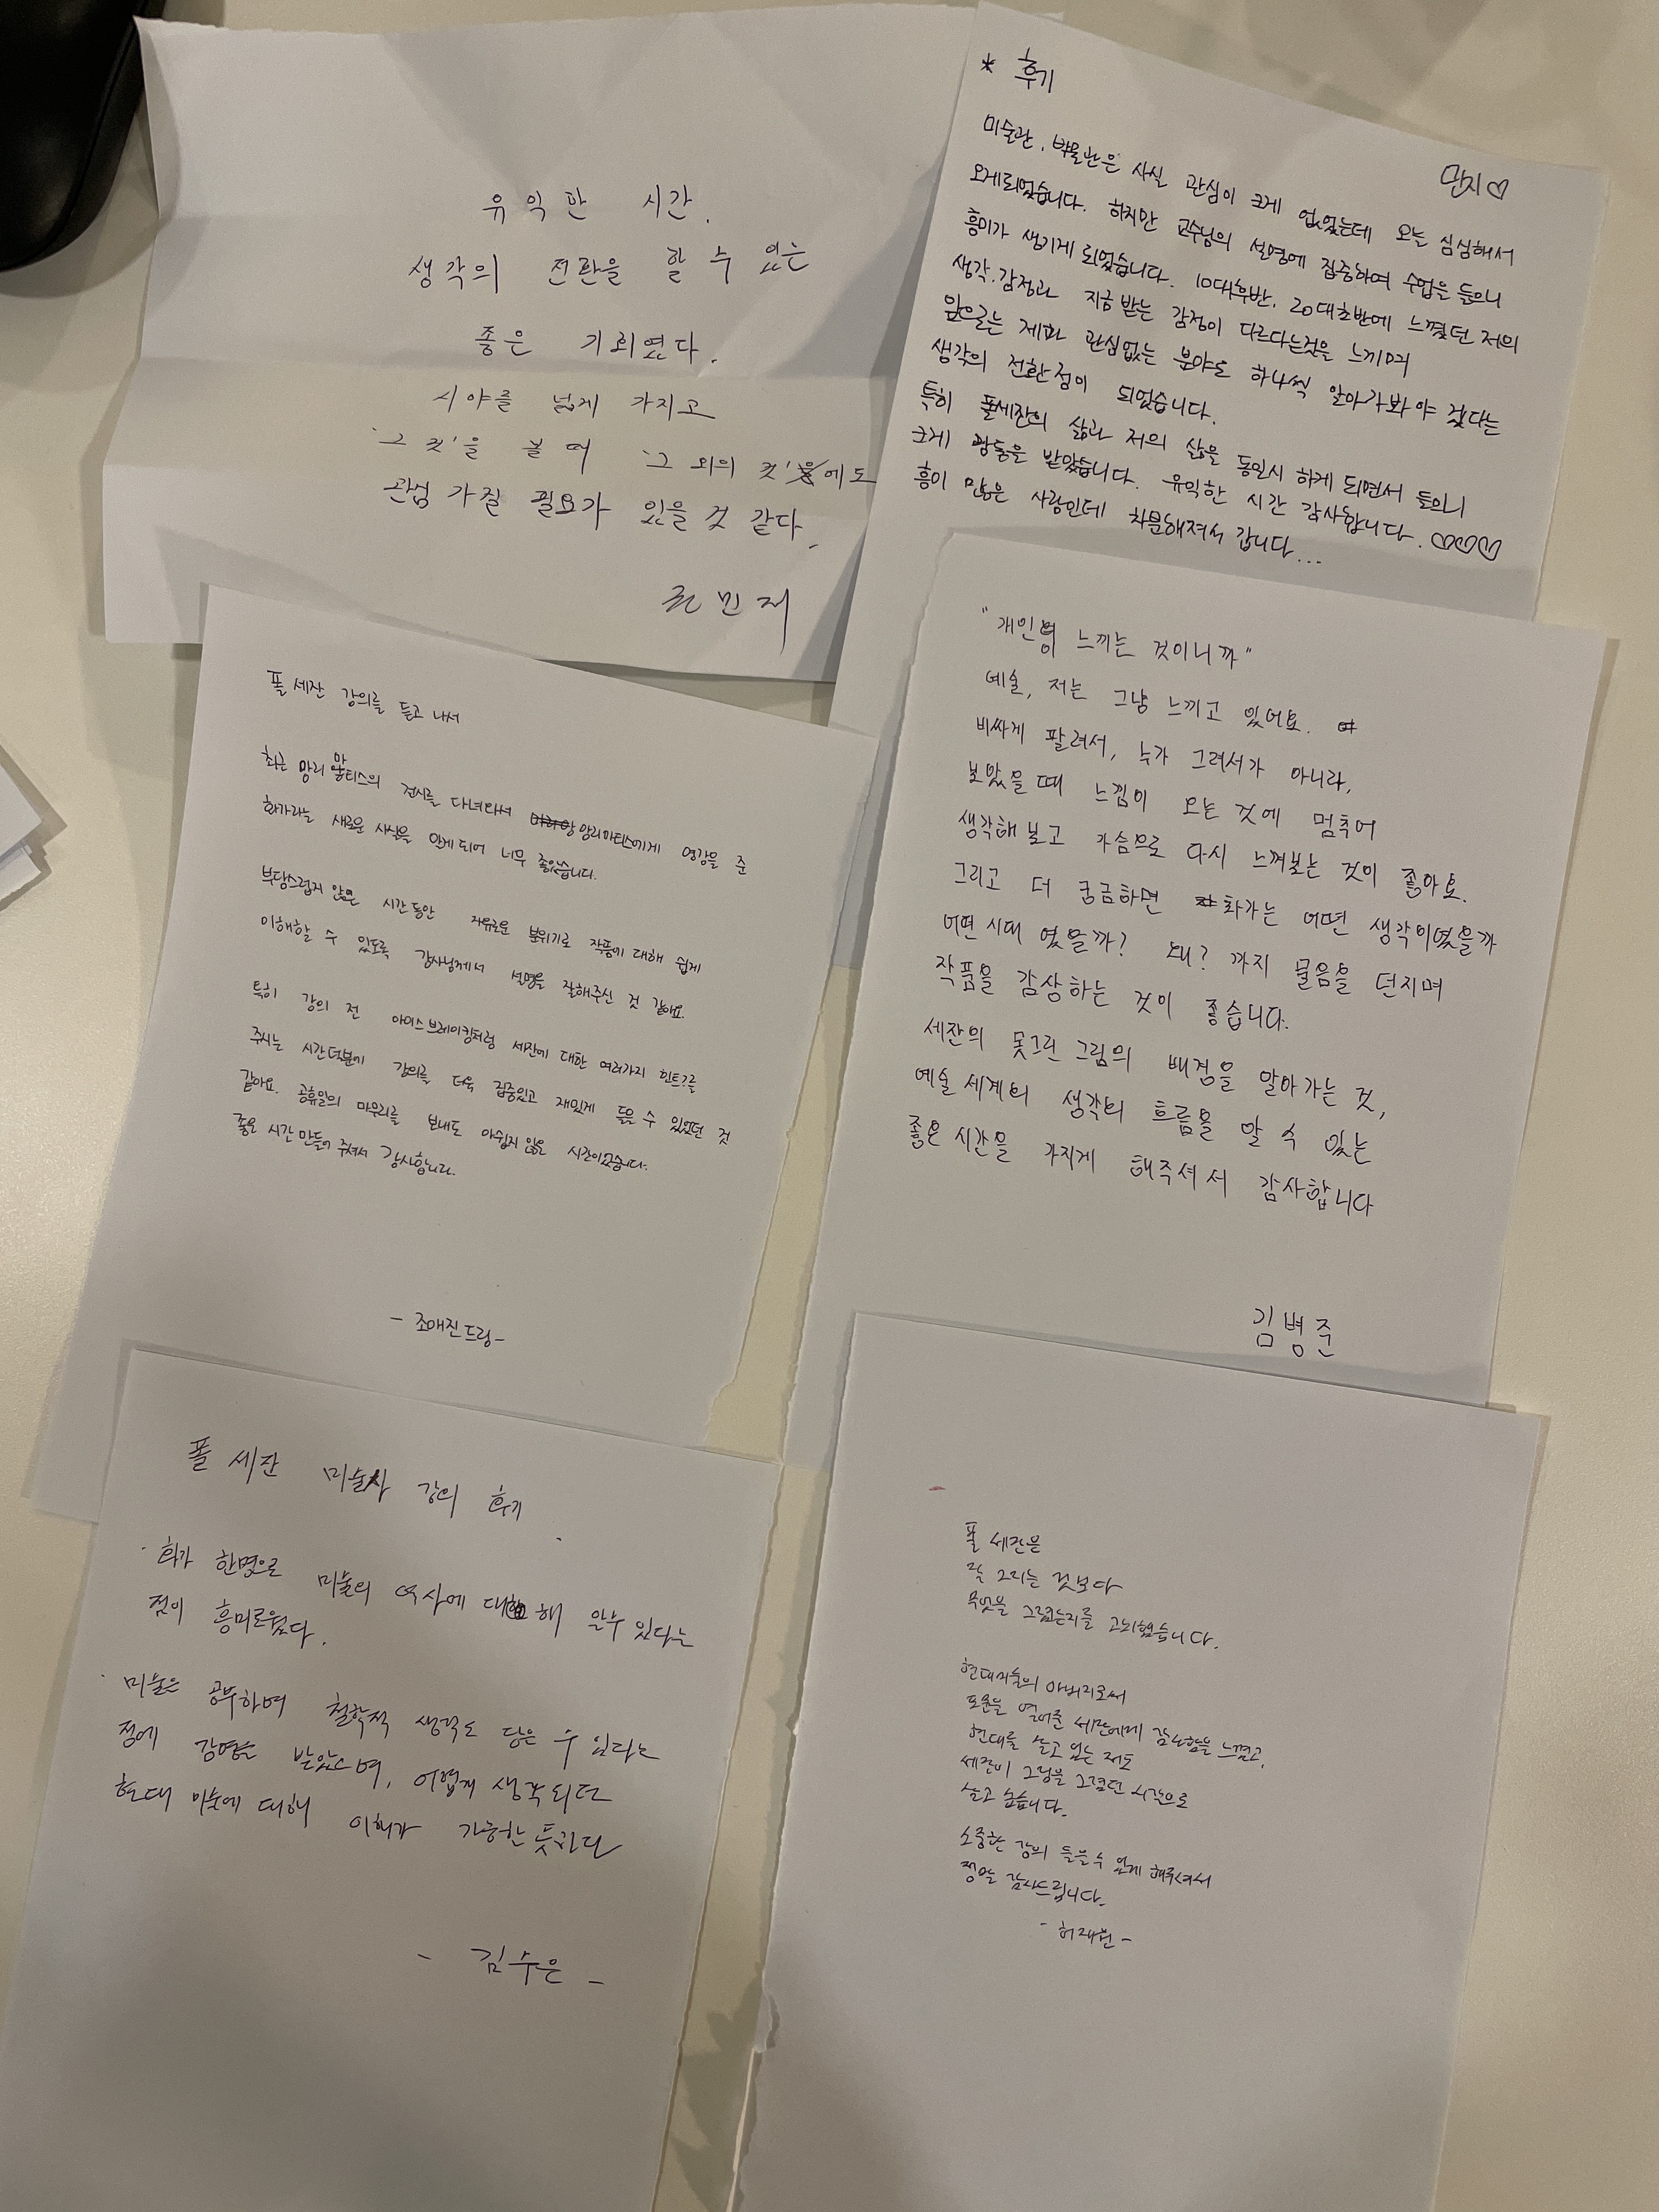 유익한 시간.
생각의 전환을 할 수 있는
좋은 기회였다.
시야를 넓게 가지고
'그 것'을 볼 때 '그 외의 것'에도
관심 가질 필요가 있을 것 같다.
민재
* 후기
민지♡
미술관, 박물관은 사실 관심이 크게 없었는데 오늘 심심해서
오게되었습니다. 하지만 교수님의 설명에 집중하여 수업을 들으니
흥미가 생기게 되었습니다. 10대후반, 20대초반에 느꼈던 저의
생각.감정과 지금 받는 감정이 다르다는것을 느끼며
앞으로는 제가 관심없는 분야도 하나씩 알아가봐야 겠다는
생각의 전환점이 되었습니다.
특히 폴세잔의 삶과 저의 삶을 동일시 하게 되면서 들으니
크게 감동을 받았습니다. 유익한 시간 감사합니다. ♡♡♡
흥이 많은 사람인데 차분해져서 갑니다...
폴 세잔 강의를 듣고 나서
최근 앙리 마티스의 전시를 다녀와서 앙리마티스에게 영감을 준
화가라는 새로운 사실을 알게되어 너무 좋았습니다.
부담스럽지 않은 시간동안 자유로운 분위기로 작품에 대해 쉽게
이해할 수 있도록 강사님께서 설명을 잘해주신 것 같아요.
특히 강의 전 아이스브레이킹처럼 세잔에 대한 여러가지 힌트?를
주시는 시간덕분에 강의를 더욱 집중있고 재밌게 들을 수 있었던 것
같아요. 공휴일의 마무리를 보내도 아쉽지 않은 시간이었습니다.
좋은 시간 만들어 주셔서 감사합니다.
- 조애진드림-
"개인이 느끼는 것이니까"
예술, 저는 그냥 느끼고 있어요.
비싸게 팔려서, 누가 그려서가 아니라,
보았을 때 느낌이 오는 것에 멈추어
생각해보고 가슴으로 다시 느껴보는 것이 좋아요.
그리고 더 궁금하면 화가는 어떤 생각이였을까
어떤 시대 였을까? 왜? 까지 물음을 던지며
작품을 감상하는 것이 좋습니다.
세잔의 못그린 그림의 배경을 알아가는 것,
예술 세계의 생각의 흐름을 알 수 있는
좋은 시간을 가지게 해주셔서 감사합니다
김병준
폴 세잔 미술사 강의 후기
· 화가 한명으로 미술의 역사에 대해 알수 있다는
점이 흥미로웠다.
· 미술은 공부하며 철학적 생각도 담을 수 있다는
점에 감명을 받았으며, 어렵게 생각되던
현대 미술에 대해 이해가 가능한 듯 하다
- 김수은 -
폴 세잔은
잘 그리는 것보다
무엇을 그렸는지를 고뇌했습니다.
현대미술의 아버지로써
포문을 열어준 세잔에게 감사함을 느꼈고,
현대를 살고 있는 저도
세잔이 그림을 그렸던 시각으로
살고 싶습니다.
소중한 강의 들을수 있게 해주셔서
정말 감사드립니다.